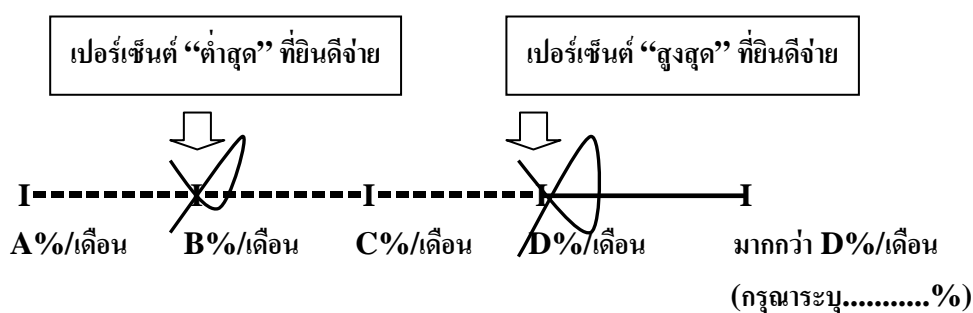 เปอร์เซ็นต์ “ต่ำสุด” ที่ยินดีจ่าย เปอร์เซ็นต์ “สูงสุด” ที่ยินดีจ่าย
I I I I I
A%/เดือน B%/เดือน C%/เดือน D%/เดือน มากกว่า D%/เดือน
(กรุณาระบุ...........%)